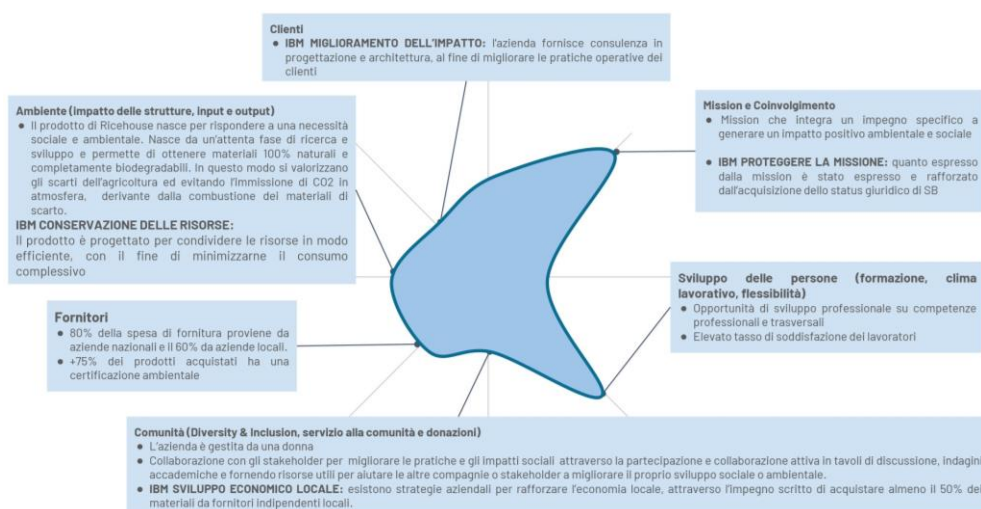 Clienti
● IBM MIGLIORAMENTO DELL'IMPATTO: l'azienda fornisce consulenza in
progettazione e architettura, al fine di migliorare le pratiche operative dei
clienti
Ambiente (impatto delle strutture, input e output)
● Il prodotto di Ricehouse nasce per rispondere a una necessità
sociale e ambientale. Nasce da un'attenta fase di ricerca e
sviluppo e permette di ottenere materiali 100% naturali e
completamente biodegradabili. In questo modo si valorizzano
gli scarti dell'agricoltura ed evitando l'immissione di CO2 in
atmosfera, derivante dalla combustione dei materiali di
scarto.
IBM CONSERVAZIONE DELLE RISORSE:
Il prodotto è progettato per condividere le risorse in modo
efficiente, con il fine di minimizzarne il consumo
complessivo
Mission e Coinvolgimento
● Mission che integra un impegno specifico a
generare un impatto positivo ambientale e sociale
● IBM PROTEGGERE LA MISSIONE: quanto espresso
dalla mission è stato espresso e rafforzato
dall'acquisizione dello status giuridico di SB
Sviluppo delle persone (formazione, clima
lavorativo, flessibilità)
● Opportunità di sviluppo professionale su competenze
professionali e trasversali
● Elevato tasso di soddisfazione dei lavoratori
Fornitori
● 80% della spesa di fornitura proviene da
aziende nazionali e il 60% da aziende locali.
● +75% dei prodotti acquistati ha una
certificazione ambientale
Comunità (Diversity & Inclusion, servizio alla comunità e donazioni)
● L'azienda è gestita da una donna
● Collaborazione con gli stakeholder per migliorare le pratiche e gli impatti sociali attraverso la partecipazione e collaborazione attiva in tavoli di discussione, indagini
accademiche e fornendo risorse utili per aiutare le altre compagnie o stakeholder a migliorare il proprio sviluppo sociale o ambientale.
● IBM SVILUPPO ECONOMICO LOCALE: esistono strategie aziendali per rafforzare l'economia locale, attraverso l'impegno scritto di acquistare almeno il 50% dei
materiali da fornitori indipendenti locali.